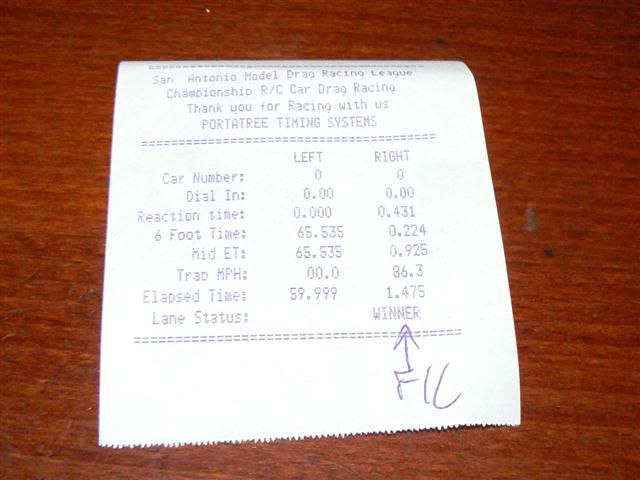 San Antonio Model Drag Racing League
Championship R/C Car Drag Racing
Thank you for Racing with us
PORTATREE TIMING SYSTEMS
LEFT RIGHT
Car Number: 0 0
Dial In: 0.00 0.00
Reaction time: 0.000 0.431
6 Foot Time: 65.535 0.224
Mid ET: 65.535 0.925
Trap MPH: 00.0 86.3
Elapsed Time: 59.999 1.475
Lane Status: WINNER